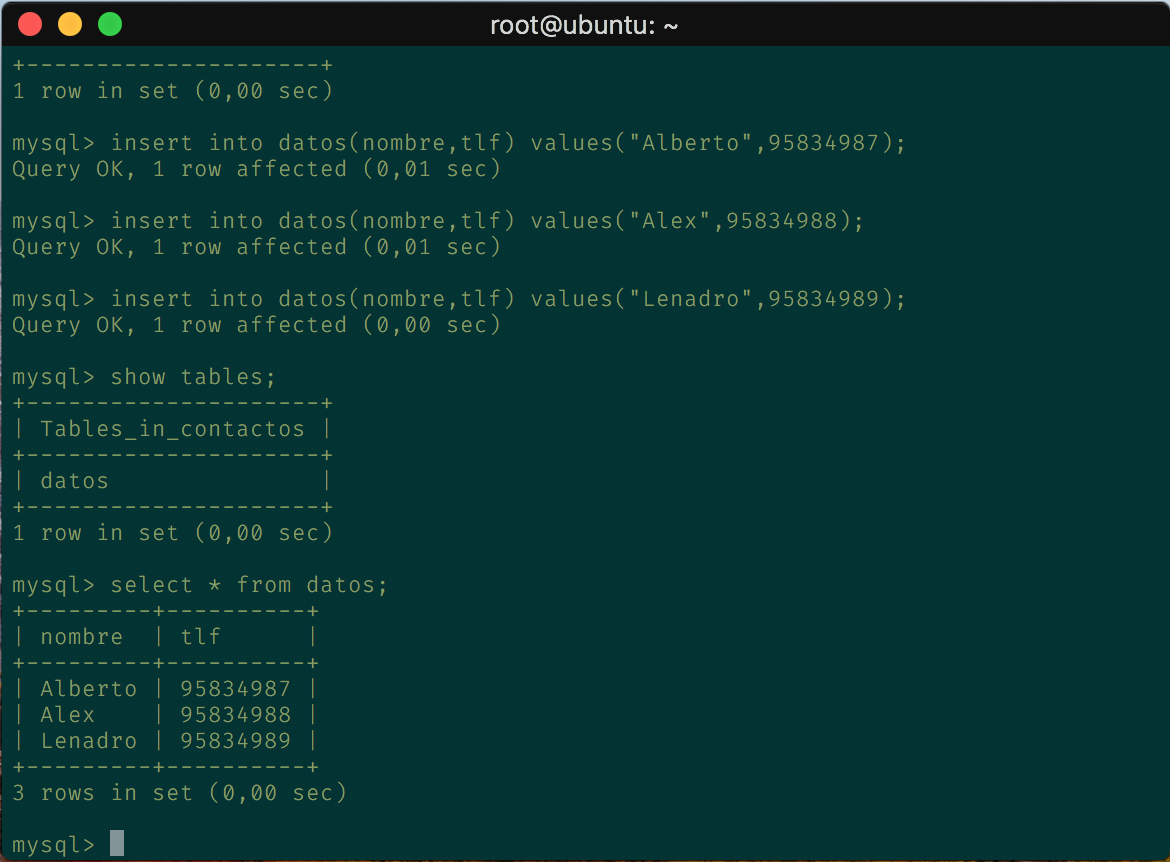 root@ubuntu: ~
+---------------------+
1 row in set (0,00 sec)
mysql> insert into datos(nombre,tlf) values("Alberto",95834987);
Query OK, 1 row affected (0,01 sec)
mysql> insert into datos(nombre,tlf) values("Alex",95834988);
Query OK, 1 row affected (0,01 sec)
mysql> insert into datos(nombre,tlf) values("Lenadro",95834989);
Query OK, 1 row affected (0,00 sec)
mysql> show tables;
+---------------------+
| Tables_in_contactos |
+---------------------+
| datos               |
+---------------------+
1 row in set (0,00 sec)
mysql> select * from datos;
+---------+----------+
| nombre  | tlf      |
+---------+----------+
| Alberto | 95834987 |
| Alex    | 95834988 |
| Lenadro | 95834989 |
+---------+----------+
3 rows in set (0,00 sec)
mysql>